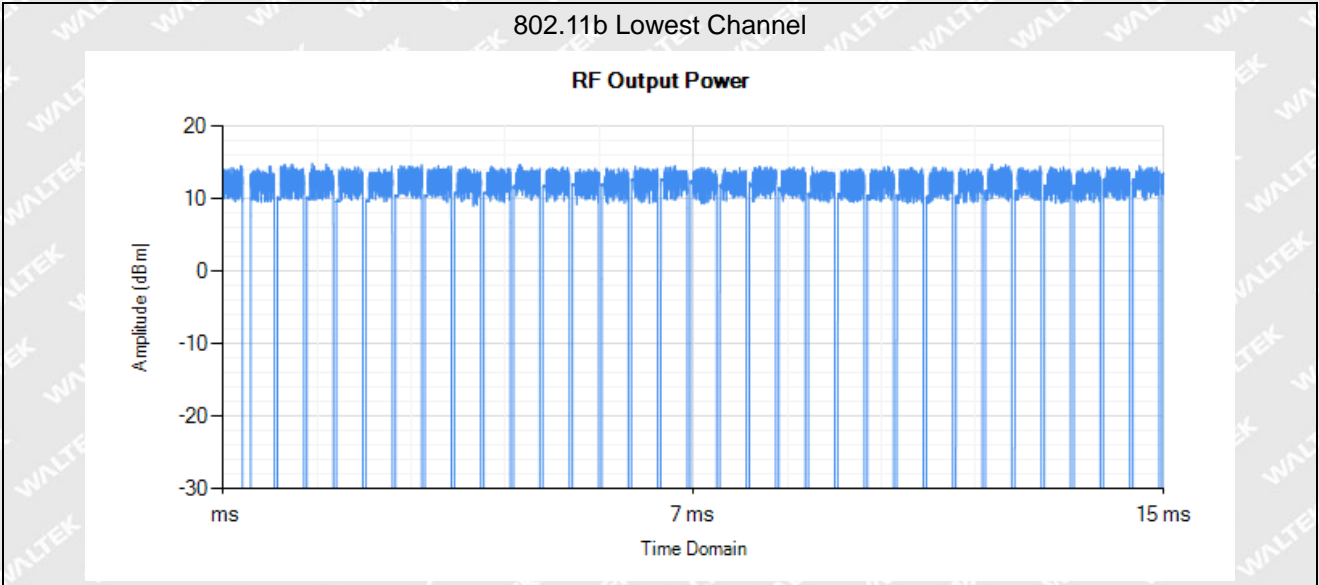 802.11b Lowest Channel
RF Output Power
20
10
0
-10
-20
-30
Amplitude [dBm]
ms
7 ms
15 ms
Time Domain
WALTEK